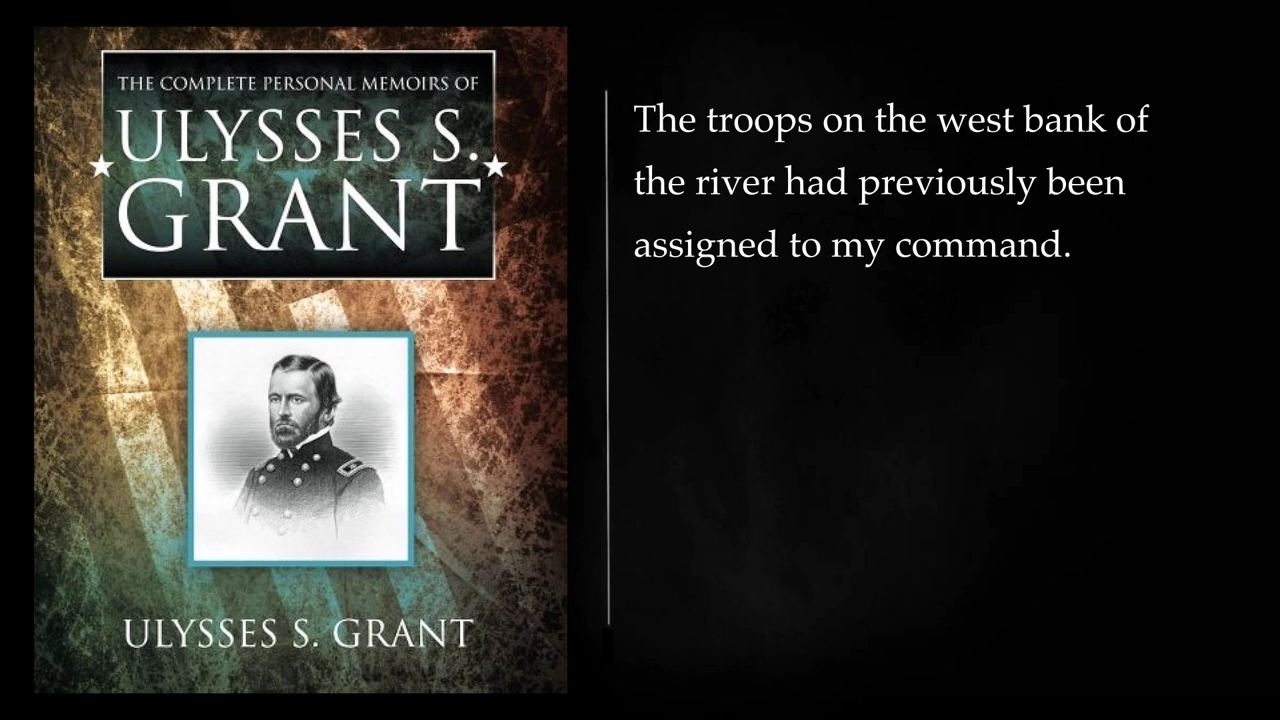 THE COMPLETE PERSONAL MEMOIRS OF
ULYSSES S.
GRANT
ULYSSES S. GRANT
The troops on the west bank of
the river had previously been
assigned to my command.